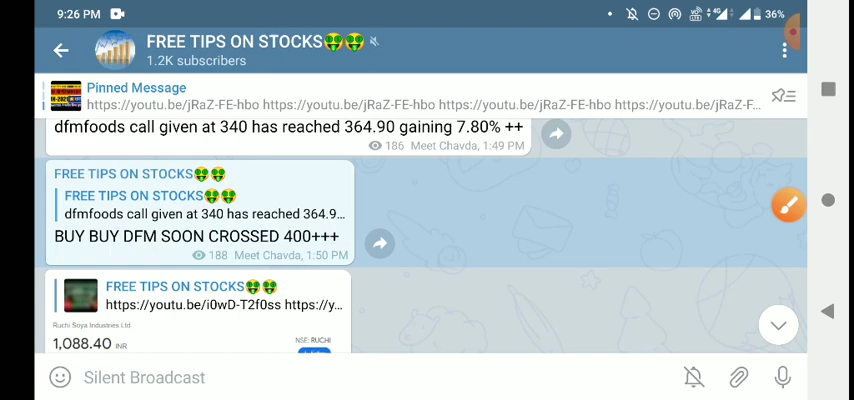 9:26 PM
4G
36%
FREE TIPS ON STOCKS🤑🤑
1.2K subscribers
Pinned Message
https://youtu.be/jRaZ-FE-hbo https://youtu.be/jRaZ-FE-hbo https://youtu.be/jRaZ-FE-hbo https://youtu.be/jRaZ-F...
dfmfoods call given at 340 has reached 364.90 gaining 7.80% ++
186 Meet Chavda, 1:49 PM
FREE TIPS ON STOCKS🤑🤑
FREE TIPS ON STOCKS🤑🤑
dfmfoods call given at 340 has reached 364.9...
BUY BUY DFM SOON CROSSED 400+++
188 Meet Chavda, 1:50 PM
FREE TIPS ON STOCKS🤑🤑
https://youtu.be/i0wD-T2f0ss https://y...
Ruchi Soya Industries Ltd
1,088.40 INR
NSE: RUCHI
Silent Broadcast